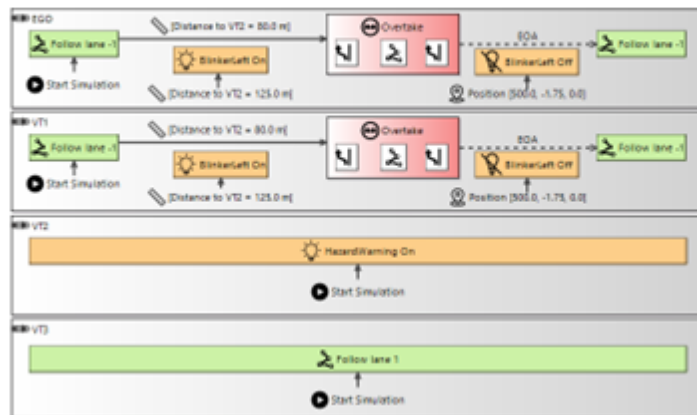 EGO
[Distance to VT2 = 80.0 m[
Overtake
EOA
Follow lane -1
BlinkerLeft On
BlinkerLeft Off
Follow lane -1
Start Simulation
[Distance to VT2 = 125.0 m[
Position [500.0, -1.75, 0.0]
VT1
[Distance to VT2 = 80.0 m[
Overtake
EOA
Follow lane -1
BlinkerLeft On
BlinkerLeft Off
Follow lane -1
Start Simulation
[Distance to VT2 = 125.0 m[
Position [500.0, -1.75, 0.0]
VT2
HazardWarning On
Start Simulation
VT3
Follow lane 1
Start Simulation